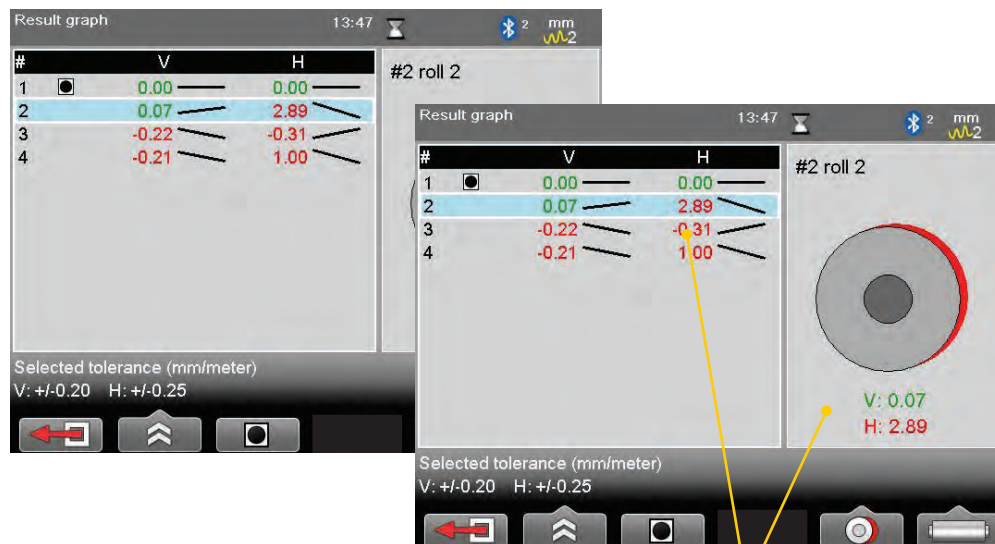 Result graph 13:47 2 mm
2
# V H
1 0.00 0.00
2 0.07 2.89
3 -0.22 -0.31
4 -0.21 1.00
#2 roll 2
Selected tolerance (mm/meter)
V: +/-0.20 H: +/-0.25
Result graph 13:47 2 mm
2
# V H
1 0.00 0.00
2 0.07 2.89
3 -0.22 -0.31
4 -0.21 1.00
#2 roll 2
V: 0.07
H: 2.89
Selected tolerance (mm/meter)
V: +/-0.20 H: +/-0.25